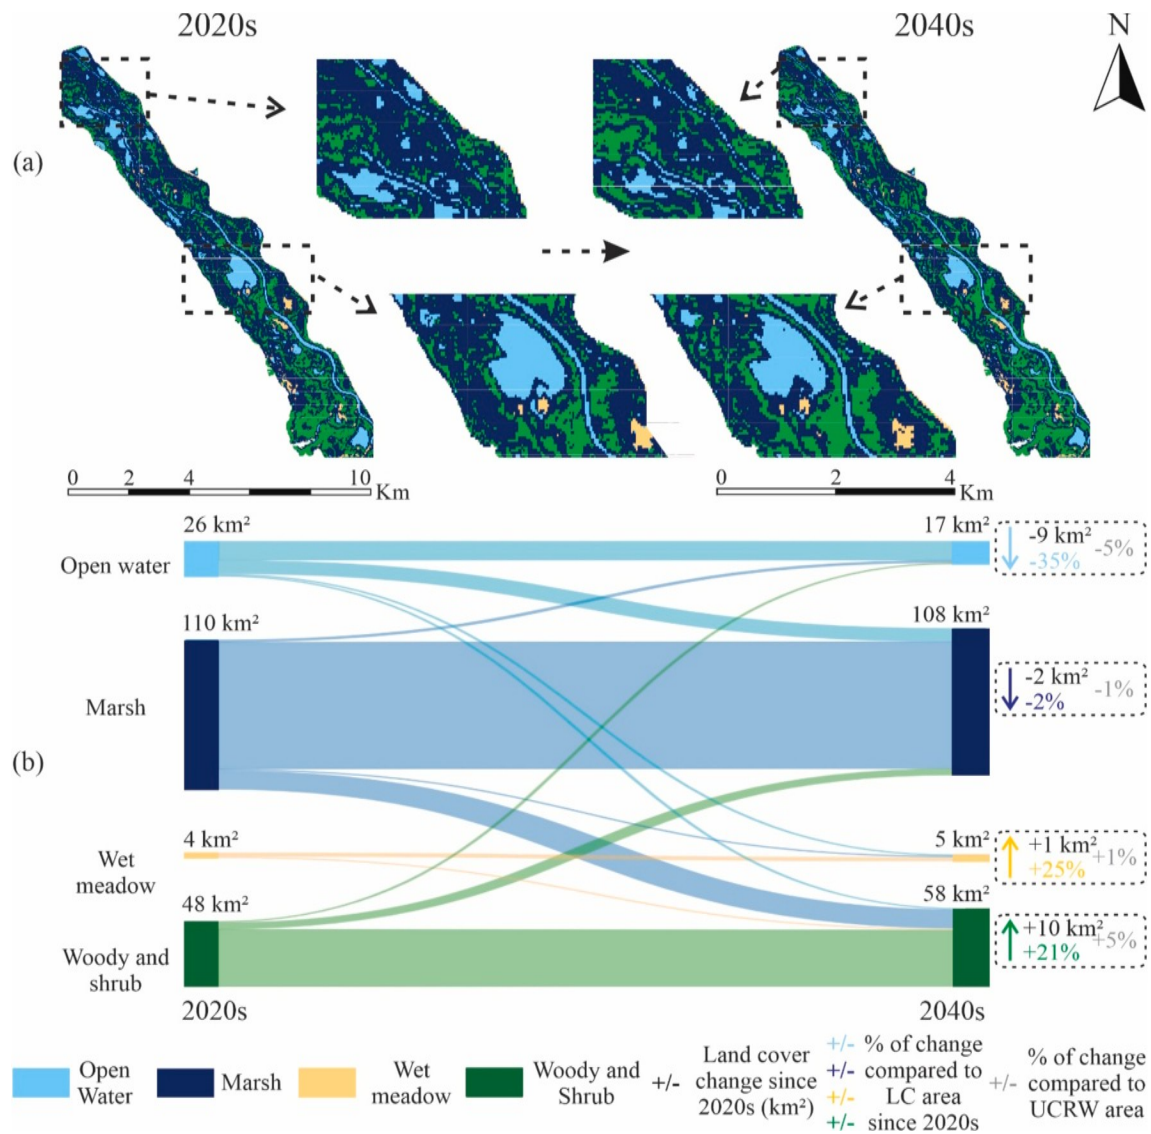 2020s
2040s
N
(a)
0 2 4 10
Km
0 2 4
Km
26 km²
17 km²
Open water
-9 km²
-5%
-35%
110 km²
108 km²
Marsh
-2 km²
-1%
-2%
(b)
4 km²
5 km²
Wet
meadow
+1 km²
+1%
+25%
48 km²
58 km²
Woody and
shrub
+10 km²
+5%
+21%
2020s
2040s
Open
Water
Marsh
Wet
meadow
Woody and
Shrub
+/-
Land cover
change since
2020s (km²)
+/-
+/-
+/-
+/-
% of change
compared to
LC area
since 2020s
+/-
% of change
compared to
UCRW area